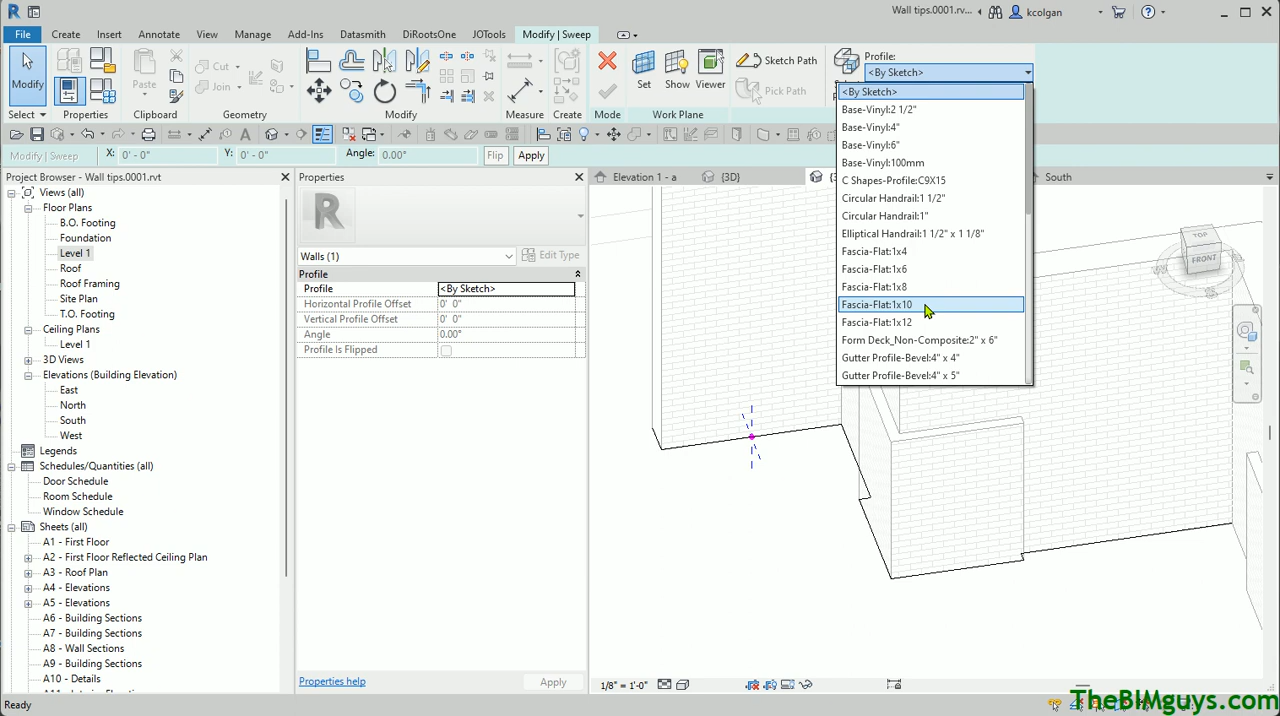 Wall tips.0001.rv...
kcolgan
File
Create
Insert
Annotate
View
Manage
Add-Ins
Datasmith
DiRootsOne
JOTools
Modify | Sweep
Modify
Cut
Join
Paste
Set
Show
Viewer
Sketch Path
Pick Path
Profile:
<By Sketch>
Select
Properties
Clipboard
Geometry
Modify
Measure
Create
Mode
Work Plane
Modify | Sweep
X: 0' - 0"
Y: 0' - 0"
Angle: 0.00°
Flip
Apply
<By Sketch>
Base-Vinyl:2 1/2"
Base-Vinyl:4"
Base-Vinyl:6"
Base-Vinyl:100mm
C Shapes-Profile:C9X15
Circular Handrail:1 1/2"
Circular Handrail:1"
Elliptical Handrail:1 1/2" x 1 1/8"
Fascia-Flat:1x4
Fascia-Flat:1x6
Fascia-Flat:1x8
Fascia-Flat:1x10
Fascia-Flat:1x12
Form Deck_Non-Composite:2" x 6"
Gutter Profile-Bevel:4" x 4"
Gutter Profile-Bevel:4" x 5"
Project Browser - Wall tips.0001.rvt
Views (all)
Floor Plans
B.O. Footing
Foundation
Level 1
Roof
Roof Framing
Site Plan
T.O. Footing
Ceiling Plans
Level 1
3D Views
Elevations (Building Elevation)
East
North
South
West
Legends
Schedules/Quantities (all)
Door Schedule
Room Schedule
Window Schedule
Sheets (all)
A1 - First Floor
A2 - First Floor Reflected Ceiling Plan
A3 - Roof Plan
A4 - Elevations
A5 - Elevations
A6 - Building Sections
A7 - Building Sections
A8 - Wall Sections
A9 - Building Sections
A10 - Details
Properties
Walls (1)
Edit Type
Profile
Profile <By Sketch>
Horizontal Profile Offset 0' 0"
Vertical Profile Offset 0' 0"
Angle 0.00°
Profile Is Flipped
Properties help
Apply
Elevation 1 - a
{3D}
South
TOP
FRONT
1/8" = 1'-0"
Ready
TheBIMguys.com